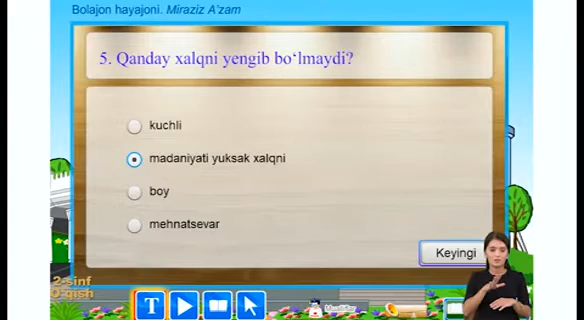 Bolajon hayajoni. Miraziz A'zam
5. Qanday xalqni yengib bo‘lmaydi?
kuchli
madaniyati yuksak xalqni
boy
mehnatsevar
Keyingi
2-sinf
O‘qish
T